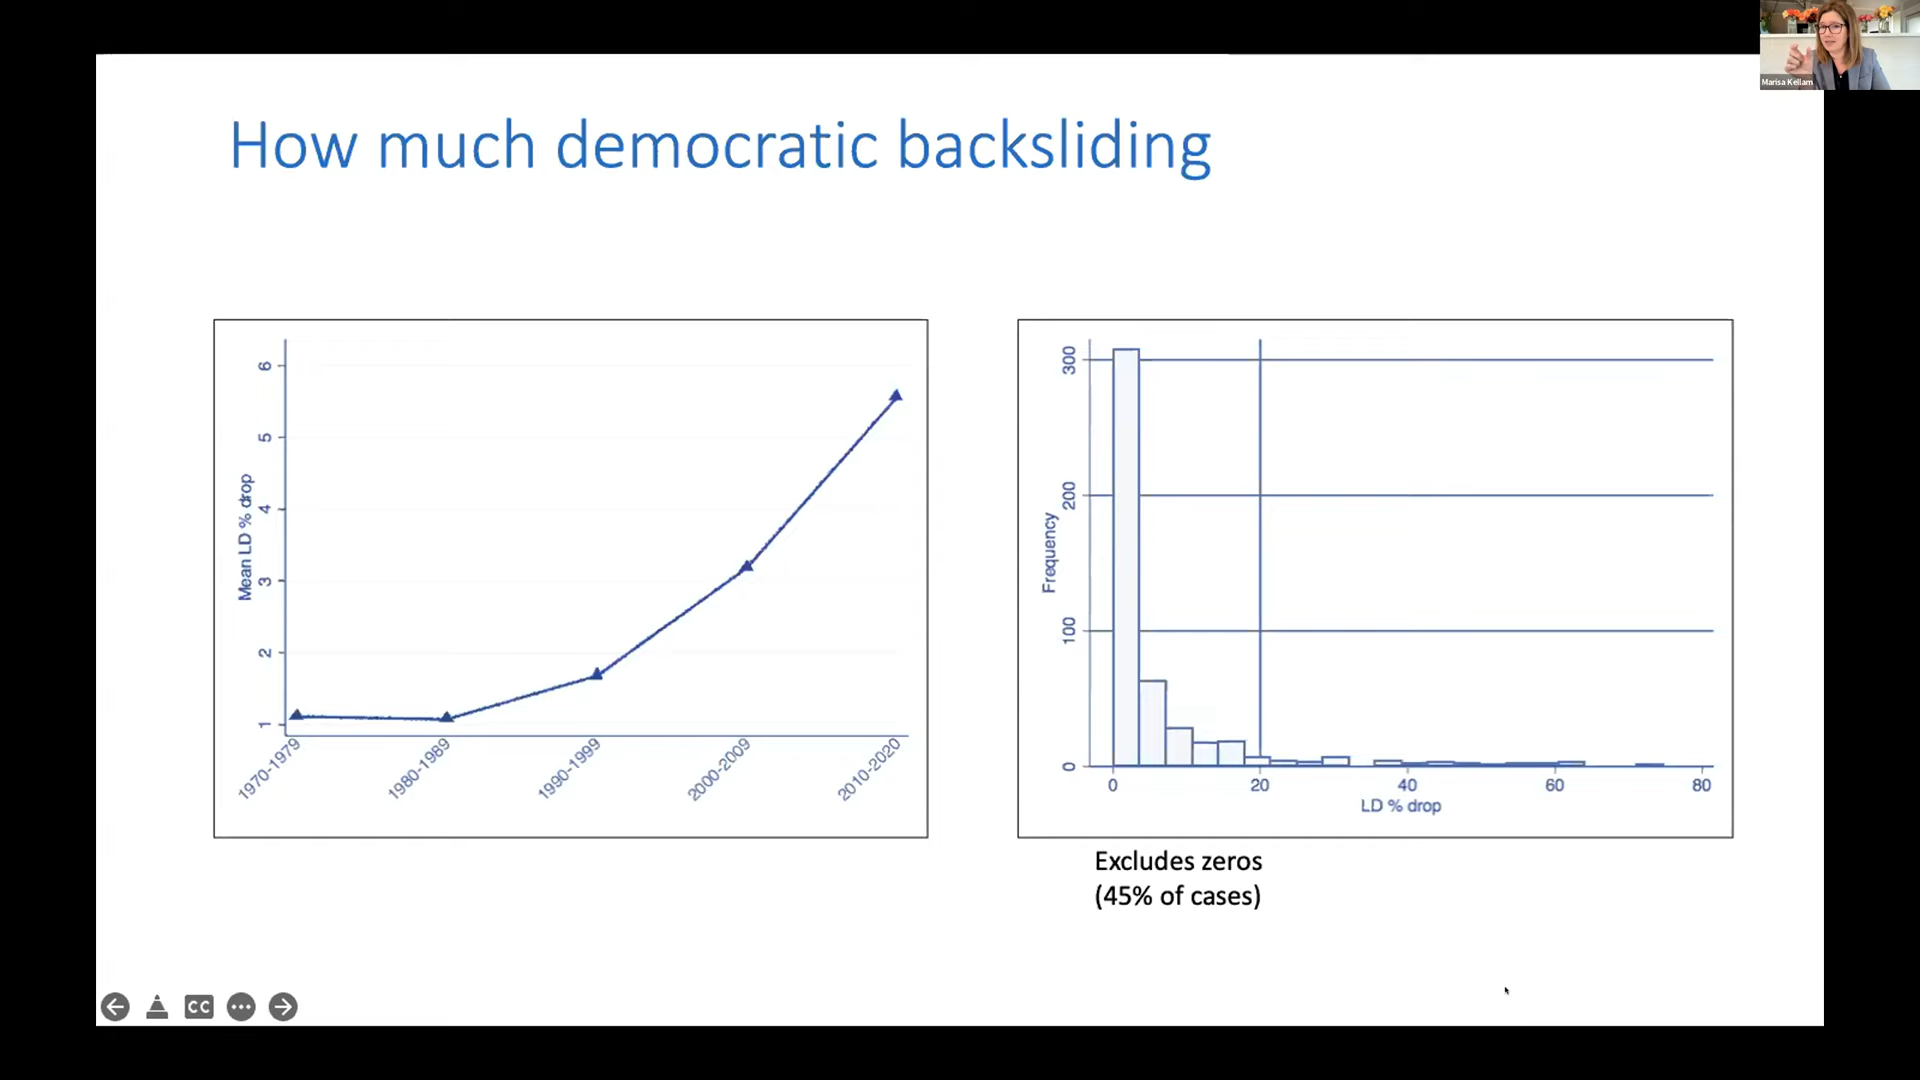 Marisa Kellam
How much democratic backsliding
Mean LD % drop
6
5
4
3
2
1
1970-1979
1980-1989
1990-1999
2000-2009
2010-2020
Frequency
300
200
100
0
0
20
40
60
80
LD % drop
Excludes zeros
(45% of cases)
CC